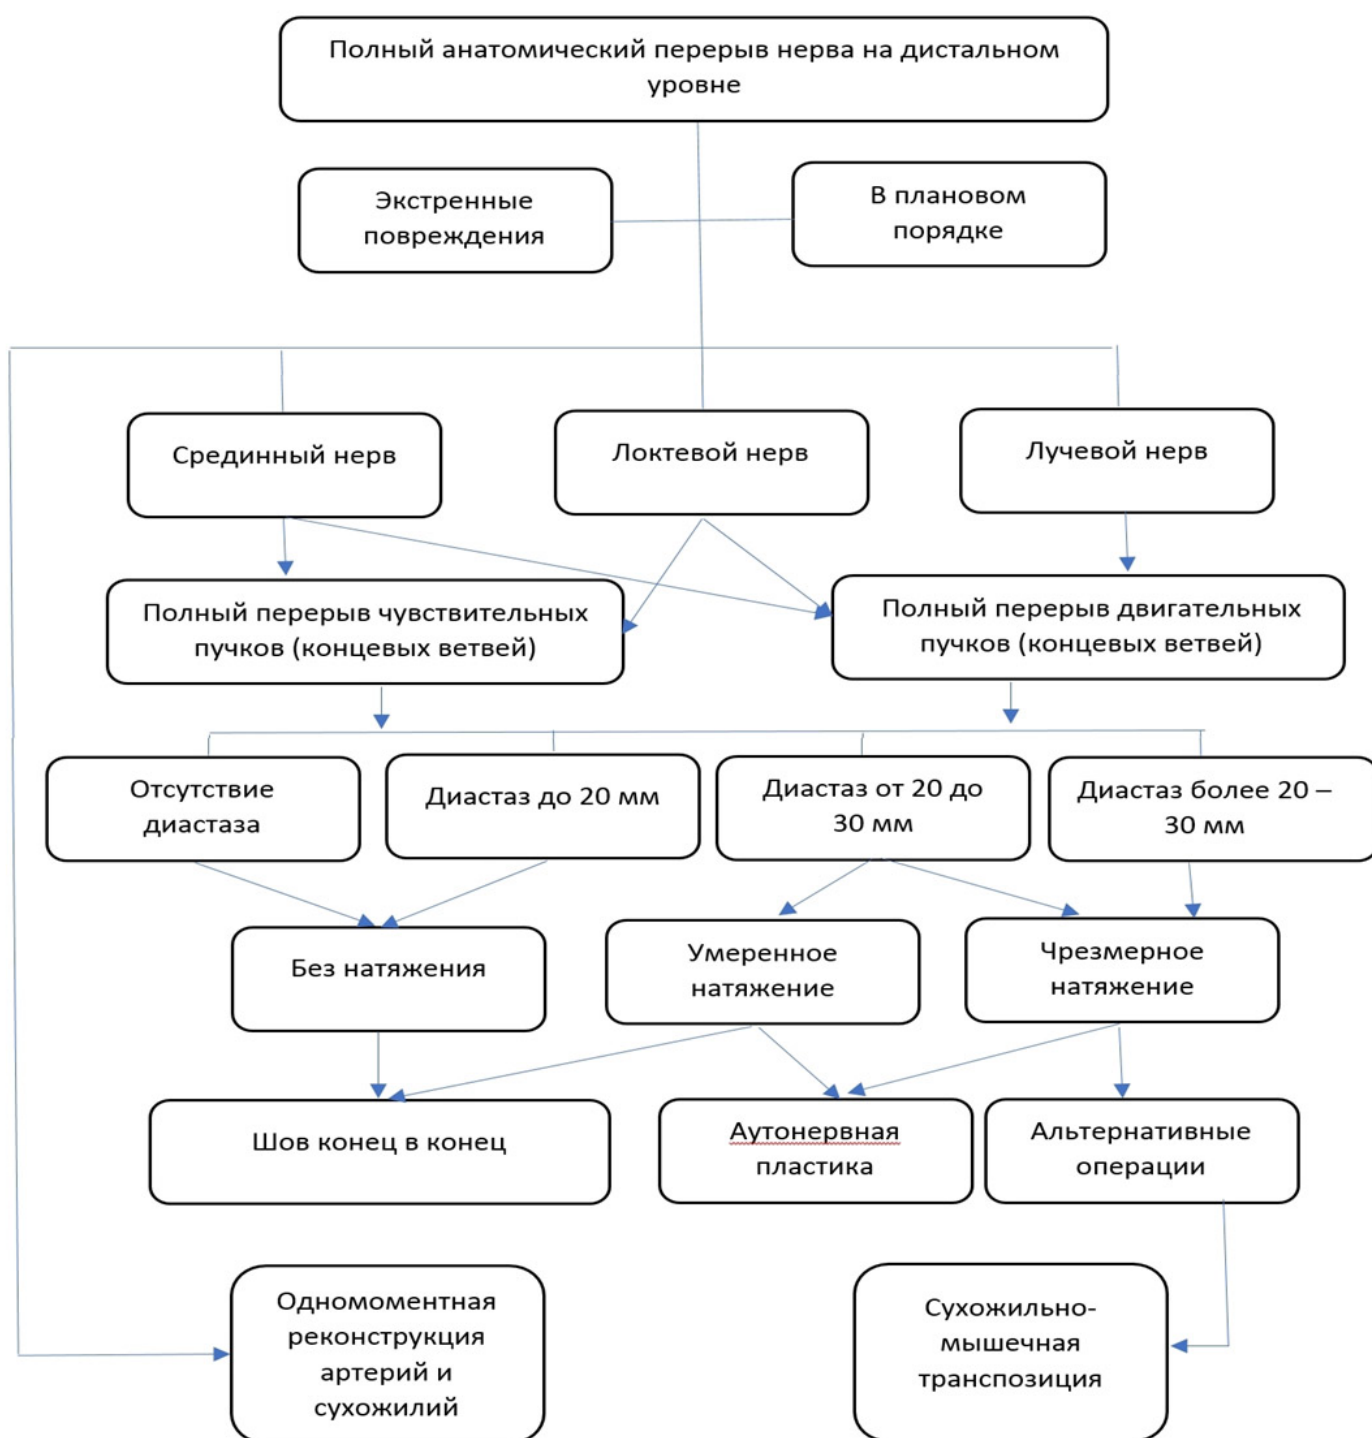 Полный анатомический перерыв нерва на дистальном
уровне
Экстренные
повреждения
В плановом
порядке
Срединный нерв
Локтевой нерв
Лучевой нерв
Полный перерыв чувствительных
пучков (концевых ветвей)
Полный перерыв двигательных
пучков (концевых ветвей)
Отсутствие
диастаза
Диастаз до 20 мм
Диастаз от 20 до
30 мм
Диастаз более 20 –
30 мм
Без натяжения
Умеренное
натяжение
Чрезмерное
натяжение
Шов конец в конец
Аутонервная
пластика
Альтернативные
операции
Одномоментная
реконструкция
артерий и
сухожилий
Сухожильно-
мышечная
транспозиция